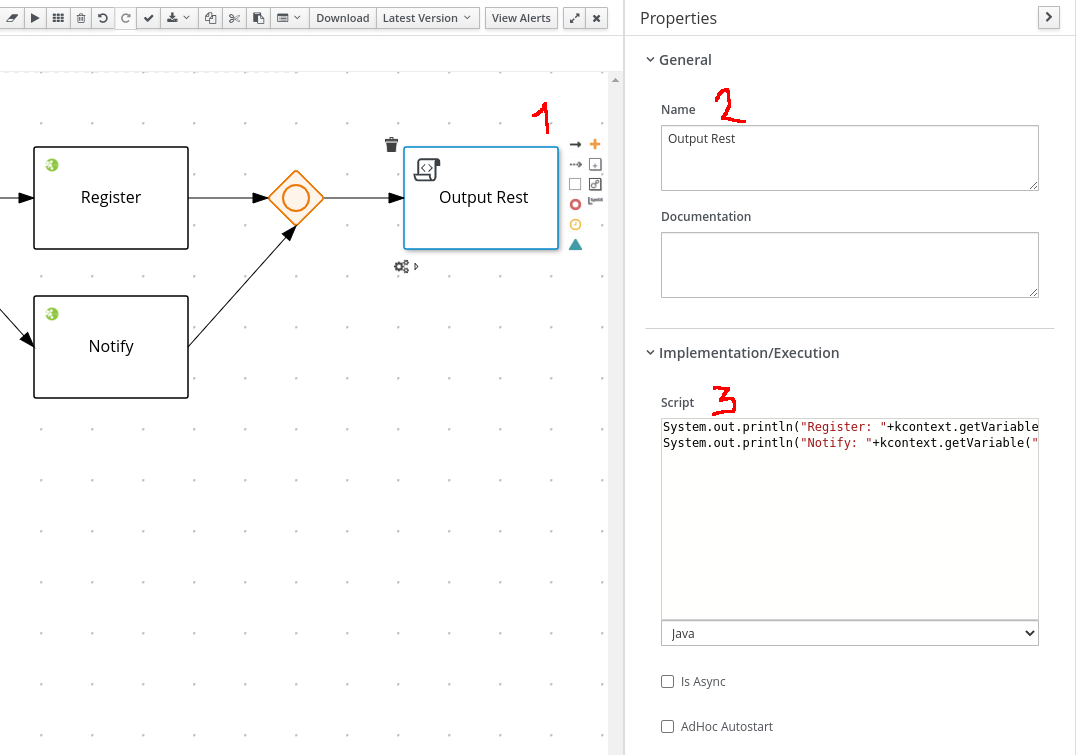 Download Latest Version View Alerts
Properties
General
1
2
Name
Output Rest
Register
Output Rest
Documentation
Notify
Implementation/Execution
3
Script
System.out.println("Register: "+kcontext.getVariable
System.out.println("Notify: "+kcontext.getVariable("
Java
Is Async
AdHoc Autostart